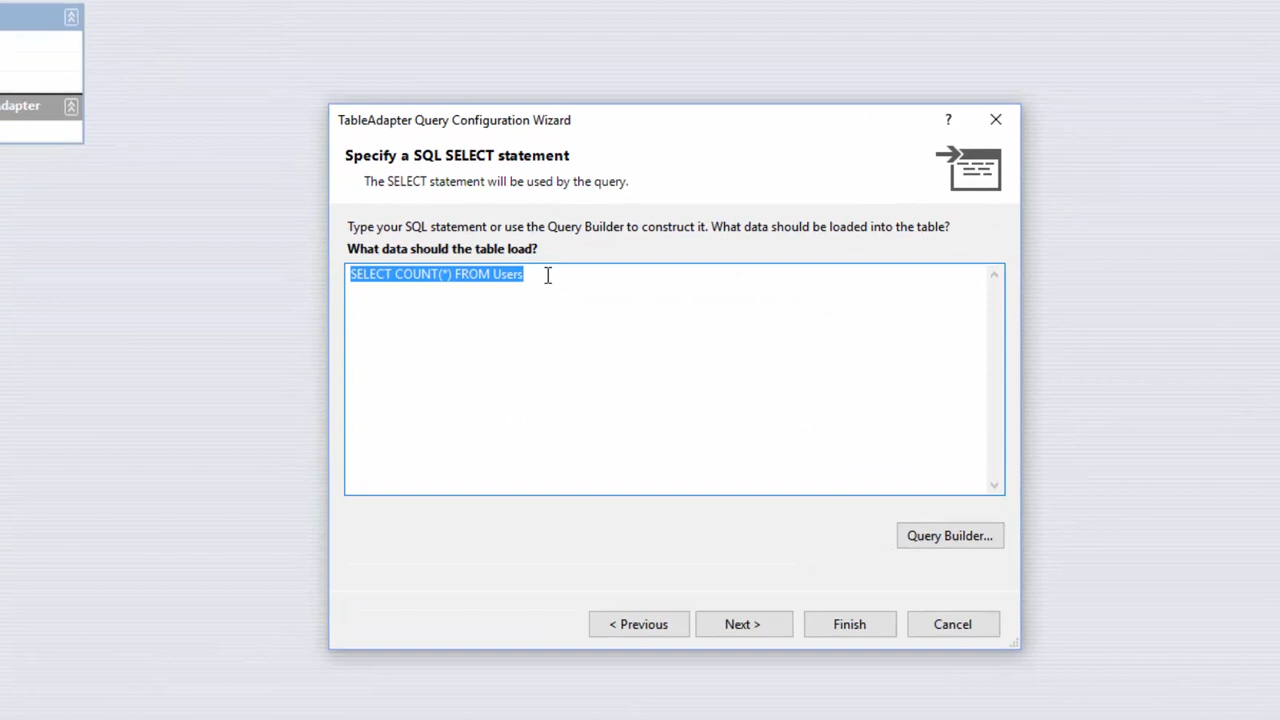 dapter
TableAdapter Query Configuration Wizard
?
Specify a SQL SELECT statement
The SELECT statement will be used by the query.
Type your SQL statement or use the Query Builder to construct it. What data should be loaded into the table?
What data should the table load?
SELECT COUNT(*) FROM Users
Query Builder...
< Previous
Next >
Finish
Cancel